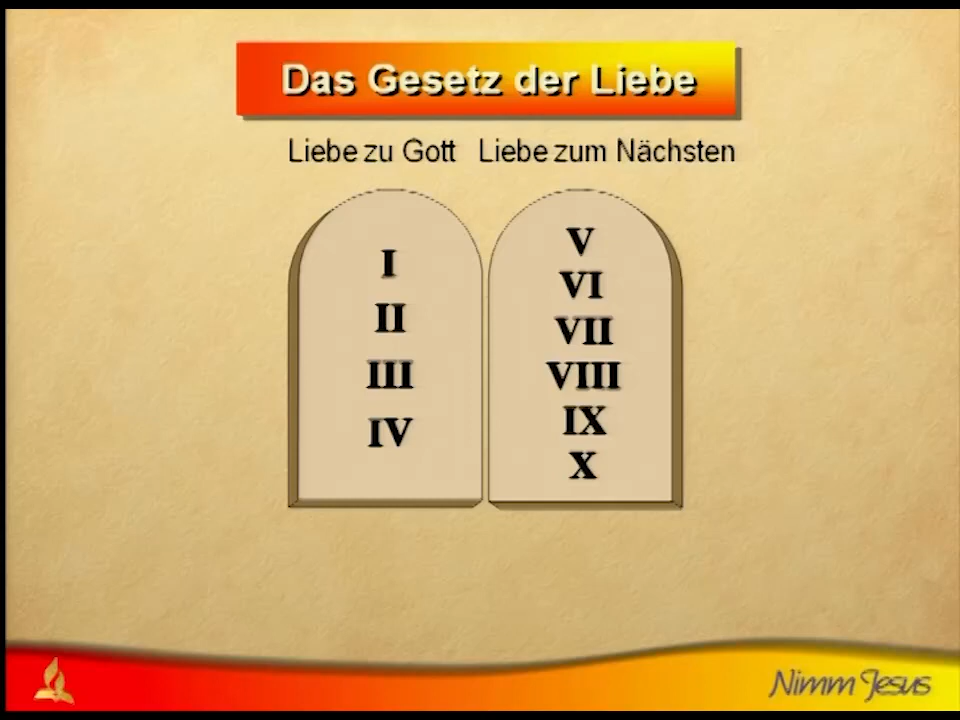 Das Gesetz der Liebe
Liebe zu Gott Liebe zum Nächsten
I
II
III
IV
V
VI
VII
VIII
IX
X
Nimm Jesus